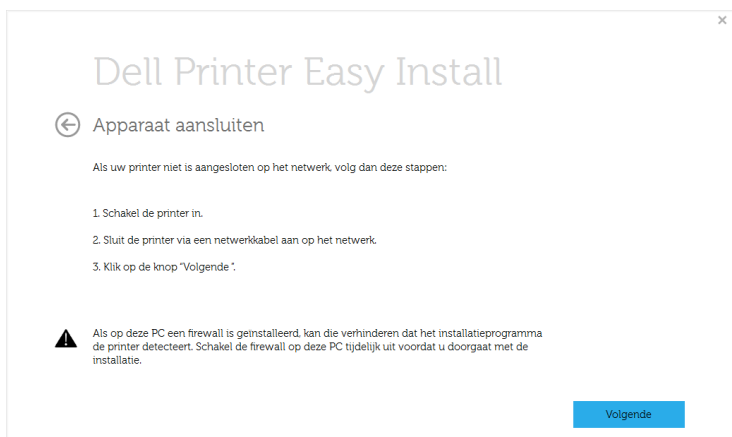 Dell Printer Easy Install
Apparaat aansluiten
Als uw printer niet is aangesloten op het netwerk, volg dan deze stappen:
1. Schakel de printer in.
2. Sluit de printer via een netwerkkabel aan op het netwerk.
3. Klik op de knop "Volgende ".
Als op deze PC een firewall is geïnstalleerd, kan die verhinderen dat het installatieprogramma
de printer detecteert. Schakel de firewall op deze PC tijdelijk uit voordat u doorgaat met de
installatie.
Volgende